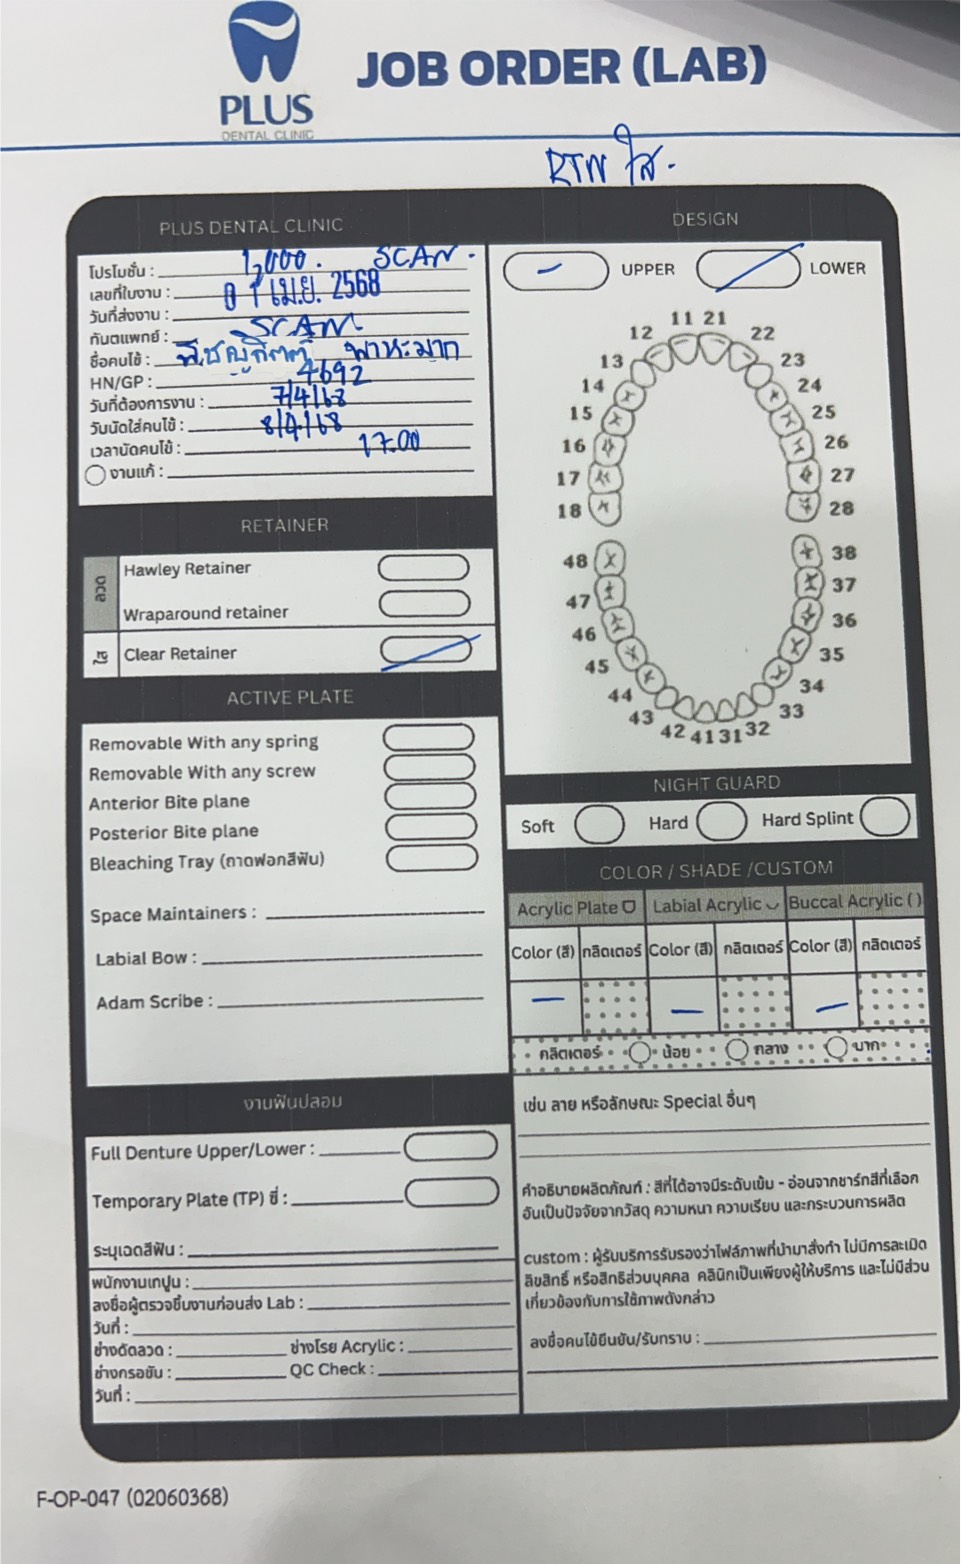 PLUS
DENTAL CLINIC
JOB ORDER (LAB)
RTN ใส.
PLUS DENTAL CLINIC
โปรโมชั่น : 1,000. SCAN.
เลขที่ใบงาน :
วันที่ส่งงาน : 0 1 เม.ย. 2568
ทันตแพทย์ : SCAN
ชื่อคนไข้ : พาหะมาก
HN/GP : 4692
วันที่ต้องการงาน : 7/4/68
วันนัดใส่คนไข้ : 8/4/68
เวลานัดคนไข้ : 17.00
งานแก้ :
DESIGN
UPPER LOWER
11 21
12 22
13 23
14 24
15 25
16 26
17 27
18 28
48 38
47 37
46 36
45 35
44 34
43 33
42 41 31 32
RETAINER
ลวด
Hawley Retainer
Wraparound retainer
ใส
Clear Retainer
ACTIVE PLATE
Removable With any spring
Removable With any screw
Anterior Bite plane
Posterior Bite plane
Bleaching Tray (ถาดฟอกสีฟัน)
Space Maintainers :
Labial Bow :
Adam Scribe :
NIGHT GUARD
Soft Hard Hard Splint
COLOR / SHADE /CUSTOM
Acrylic Plate Labial Acrylic Buccal Acrylic ( )
Color (สี) กลิตเตอร์ Color (สี) กลิตเตอร์ Color (สี) กลิตเตอร์
กลิตเตอร์ น้อย กลาง มาก
เช่น ลาย หรือลักษณะ Special อื่นๆ
คำอธิบายผลิตภัณฑ์ : สีที่ได้อาจมีระดับเข้ม - อ่อนจากชาร์กสีที่เลือก
อันเป็นปัจจัยจากวัสดุ ความหนา ความเรียบ และกระบวนการผลิต
custom : ผู้รับบริการรับรองว่าไฟล์ภาพที่นำมาสั่งทำ ไม่มีการละเมิด
ลิขสิทธิ์ หรือสิทธิส่วนบุคคล คลินิกเป็นเพียงผู้ให้บริการ และไม่มีส่วน
เกี่ยวข้องกับการใช้ภาพดังกล่าว
ลงชื่อคนไข้ยืนยัน/รับทราบ :
งานฟันปลอม
Full Denture Upper/Lower :
Temporary Plate (TP) ซี่ :
ระบุเฉดสีฟัน :
พนักงานเทปูน :
ลงชื่อผู้ตรวจชิ้นงานก่อนส่ง Lab :
วันที่ :
ช่างดัดลวด : ช่างโรย Acrylic :
ช่างกรอขัน : QC Check :
วันที่ :
F-OP-047 (02060368)